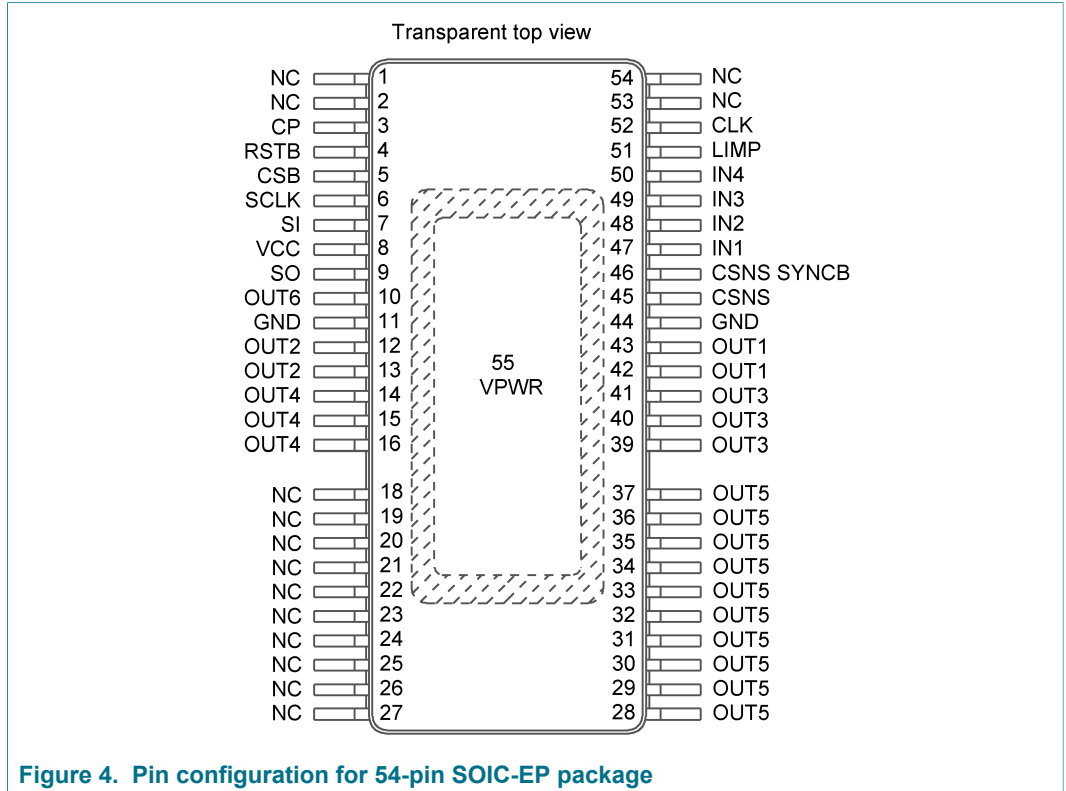 Transparent top view
NC 1 54 NC
NC 2 53 NC
CP 3 52 CLK
RSTB 4 51 LIMP
CSB 5 50 IN4
SCLK 6 49 IN3
SI 7 48 IN2
VCC 8 47 IN1
SO 9 46 CSNS SYNCB
OUT6 10 45 CSNS
GND 11 44 GND
OUT2 12 43 OUT1
OUT2 13 42 OUT1
OUT4 14 41 OUT3
OUT4 15 40 OUT3
OUT4 16 39 OUT3
55
VPWR
NC 18 37 OUT5
NC 19 36 OUT5
NC 20 35 OUT5
NC 21 34 OUT5
NC 22 33 OUT5
NC 23 32 OUT5
NC 24 31 OUT5
NC 25 30 OUT5
NC 26 29 OUT5
NC 27 28 OUT5
Figure 4. Pin configuration for 54-pin SOIC-EP package